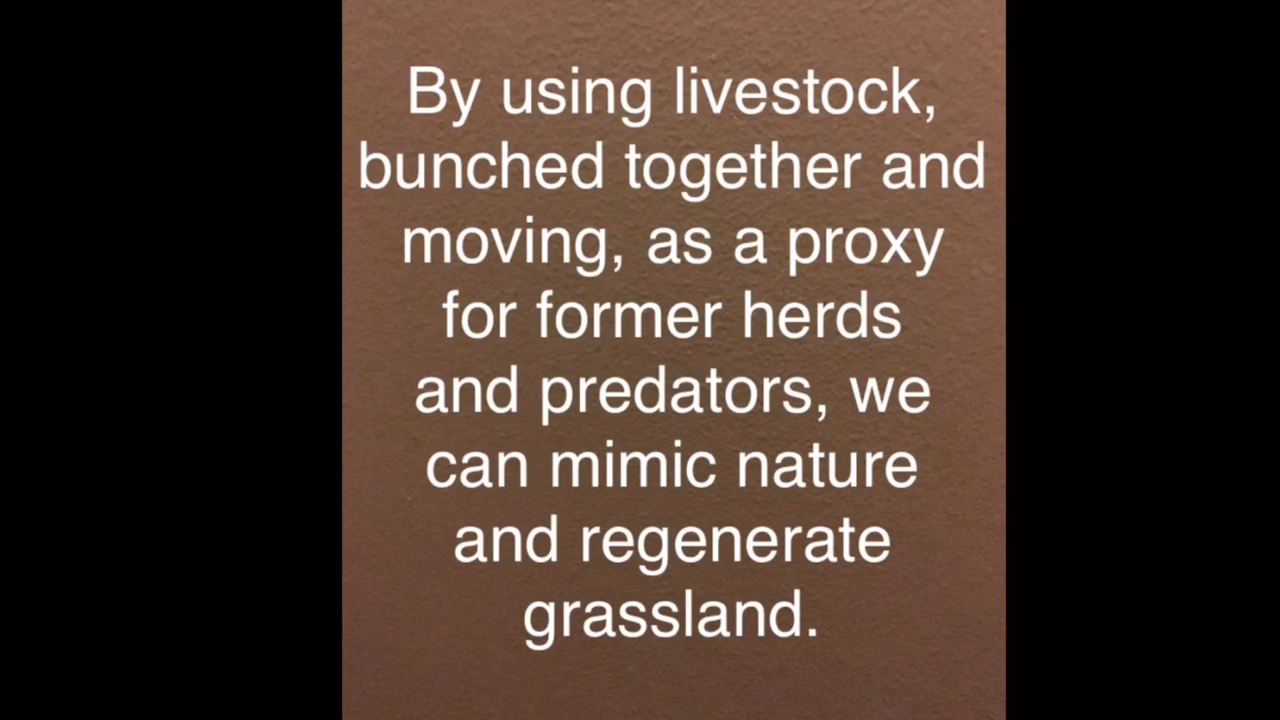 By using livestock,
bunched together and
moving, as a proxy
for former herds
and predators, we
can mimic nature
and regenerate
grassland.